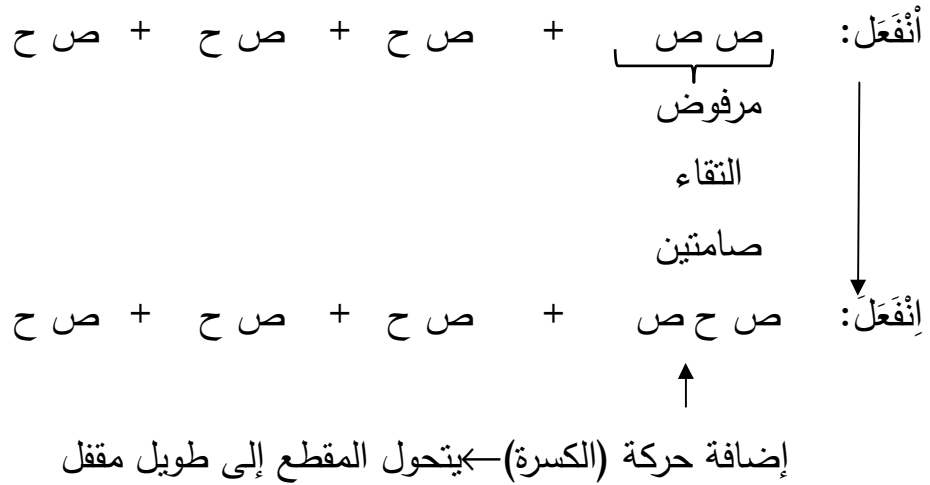 اْنْفَعَل: ص ص + ص ح + ص ح + ص ح
مرفوض
التقاء
صامتين
اِنْفَعَلَ: ص ح ص + ص ح + ص ح + ص ح
إضافة حركة (الكسرة)←يتحول المقطع إلى طويل مقفل